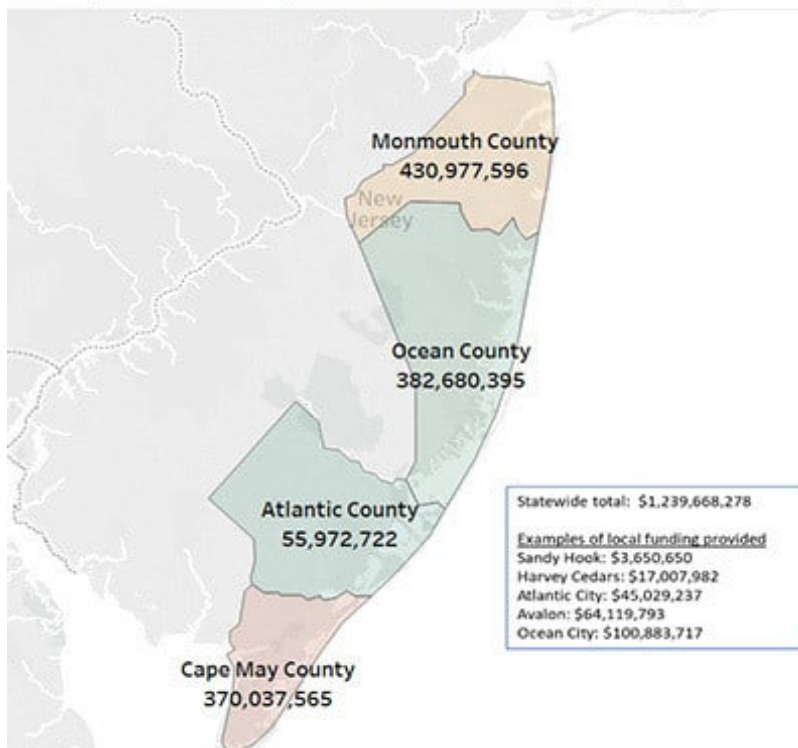 Monmouth County
430,977,596
New
Jersey
Ocean County
382,680,395
Atlantic County
55,972,722
Statewide total: $1,239,668,278
Examples of local funding provided
Sandy Hook: $3,650,650
Harvey Cedars: $17,007,982
Atlantic City: $45,029,237
Avalon: $64,119,793
Ocean City: $100,883,717
Cape May County
370,037,565